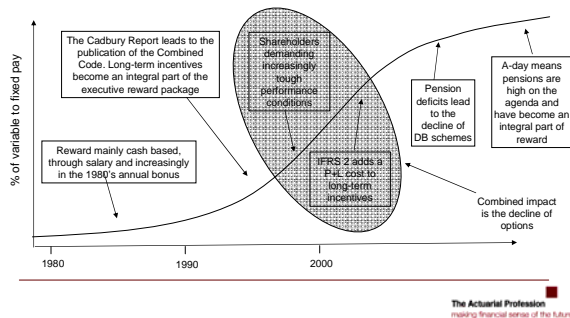 % of variable to fixed pay
The Cadbury Report leads to the
publication of the Combined
Code. Long-term incentives
become an integral part of the
executive reward package
Shareholders
demanding
increasingly
tough
performance
conditions
A-day means
pensions are
high on the
agenda and
have become an
integral part of
reward
Pension
deficits lead to
the decline of
DB schemes
Reward mainly cash based,
through salary and increasingly
in the 1980's annual bonus
IFRS 2 adds a
P+L cost to
long-term
incentives
Combined impact
is the decline of
options
1980
1990
2000
The Actuarial Profession
making financial sense of the future